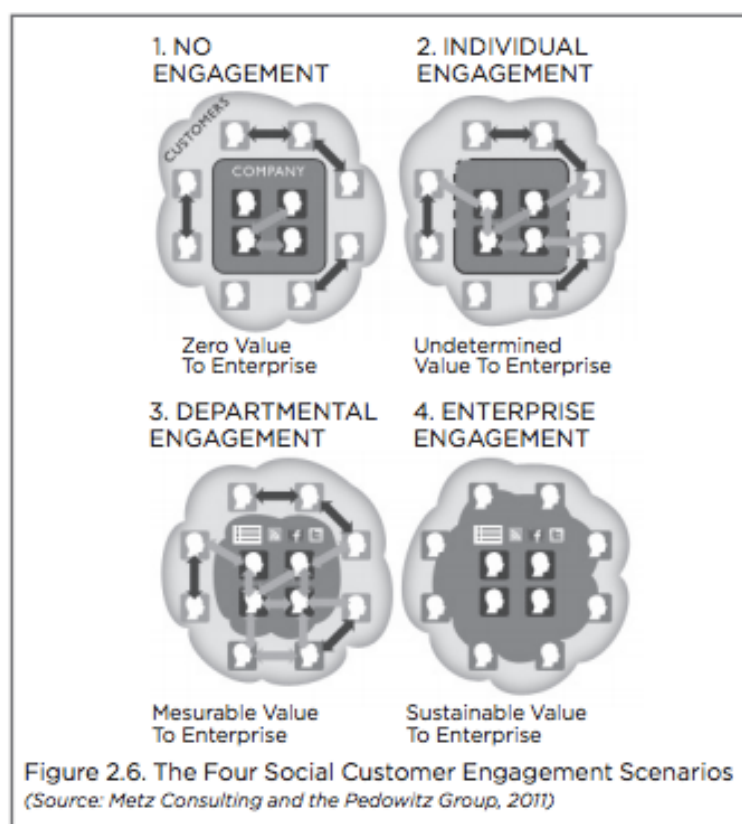 1. NO
ENGAGEMENT
CUSTOMERS
COMPANY
Zero Value
To Enterprise
2. INDIVIDUAL
ENGAGEMENT
Undetermined
Value To Enterprise
3. DEPARTMENTAL
ENGAGEMENT
Mesurable Value
To Enterprise
4. ENTERPRISE
ENGAGEMENT
Sustainable Value
To Enterprise
Figure 2.6. The Four Social Customer Engagement Scenarios
(Source: Metz Consulting and the Pedowitz Group, 2011)